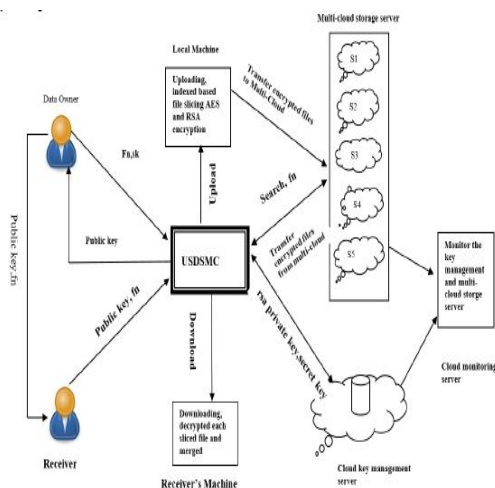 Multi-cloud storage server
Local Machine
Data Owner
Uploading,
indexed based
file slicing AES
and RSA
encryption
Transfer encrypted files
to Multi-Cloud
S1
S2
S3
S4
S5
Fn,sk
Upload
Search, fn
Public key
USDSMC
Transfer
encrypted files
from multi-cloud
Public key,fn
Public key, fn
Download
rsa private key,secret key
Monitor the
key
management
and multi-
cloud storge
server
Cloud monitoring
server
Downloading,
decrypted each
sliced file and
merged
Receiver
Receiver's Machine
Cloud key management
server